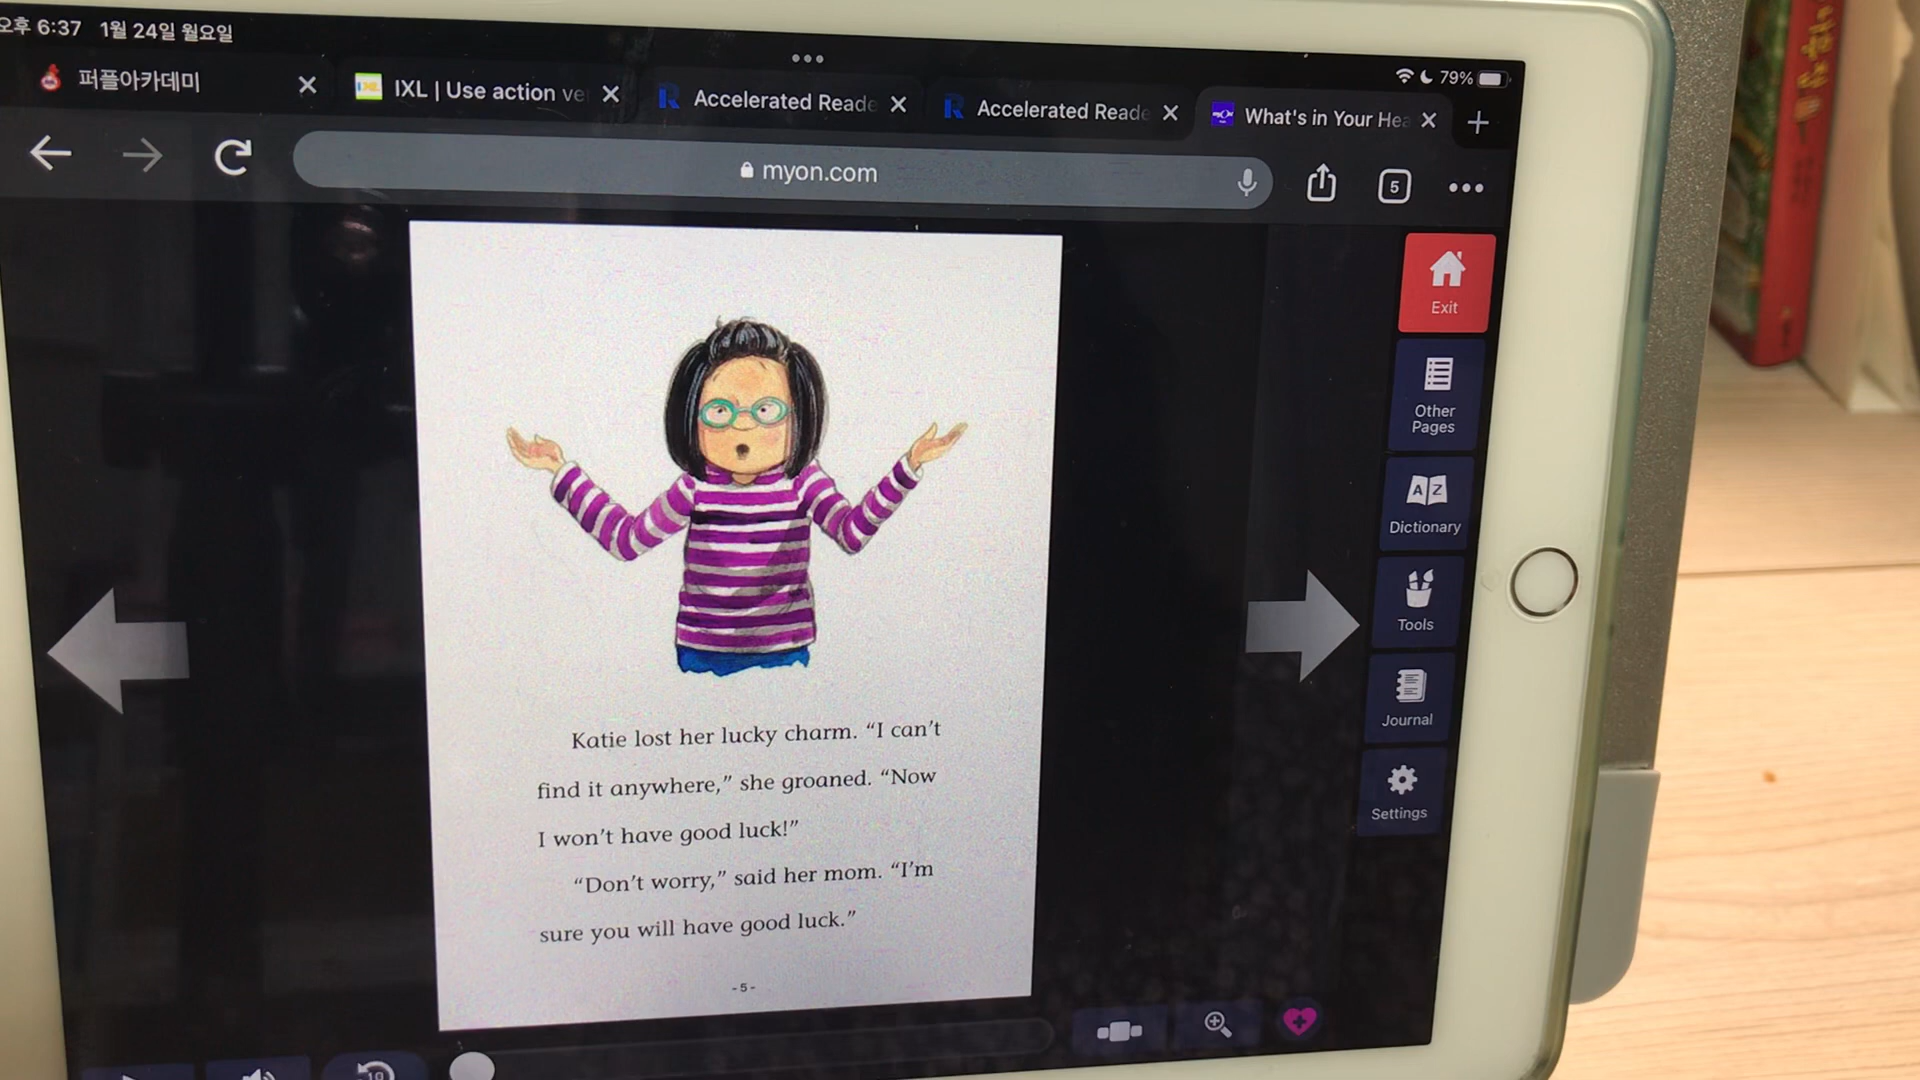 오후 6:37 1월 24일 월요일
79%
퍼플아카데미
IXL | Use action ve
Accelerated Reade
Accelerated Reade
What's in Your Hea
myon.com
5
Exit
Other
Pages
Dictionary
Tools
Journal
Settings
Katie lost her lucky charm. “I can’t
find it anywhere,” she groaned. “Now
I won’t have good luck!”
“Don’t worry,” said her mom. “I’m
sure you will have good luck.”
- 5 -
10